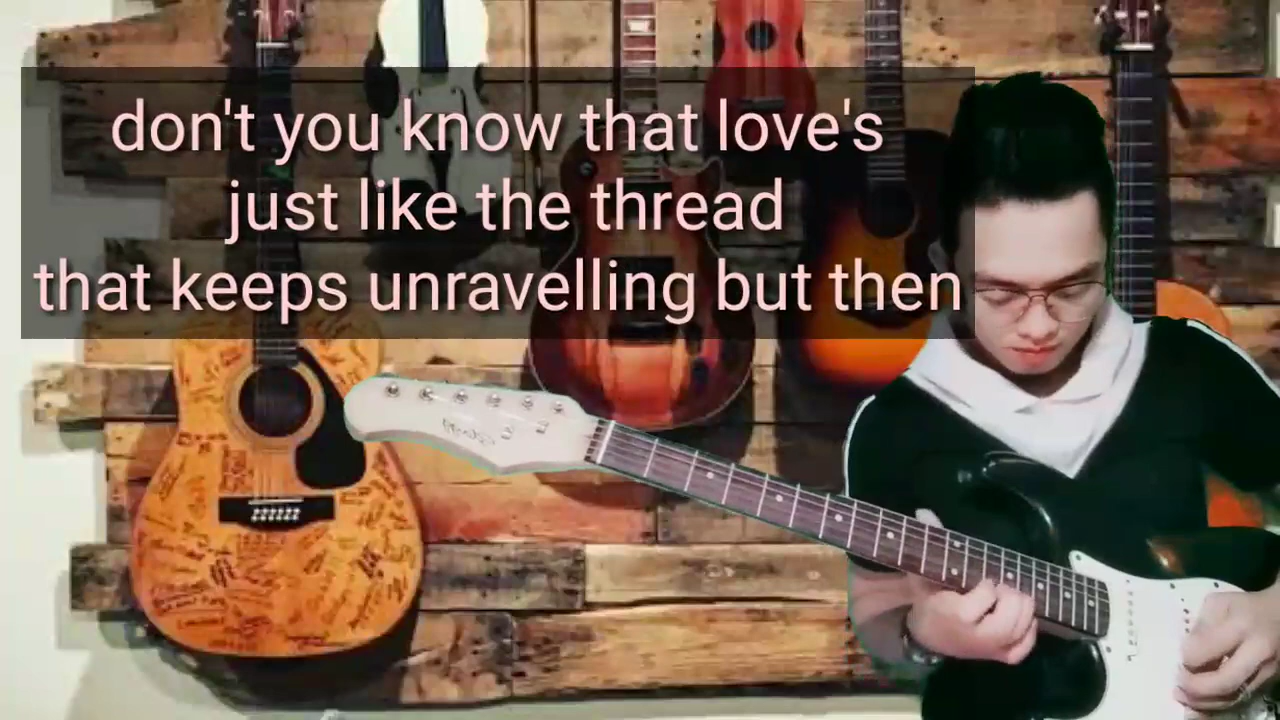 don't you know that love's
just like the thread
that keeps unravelling but then